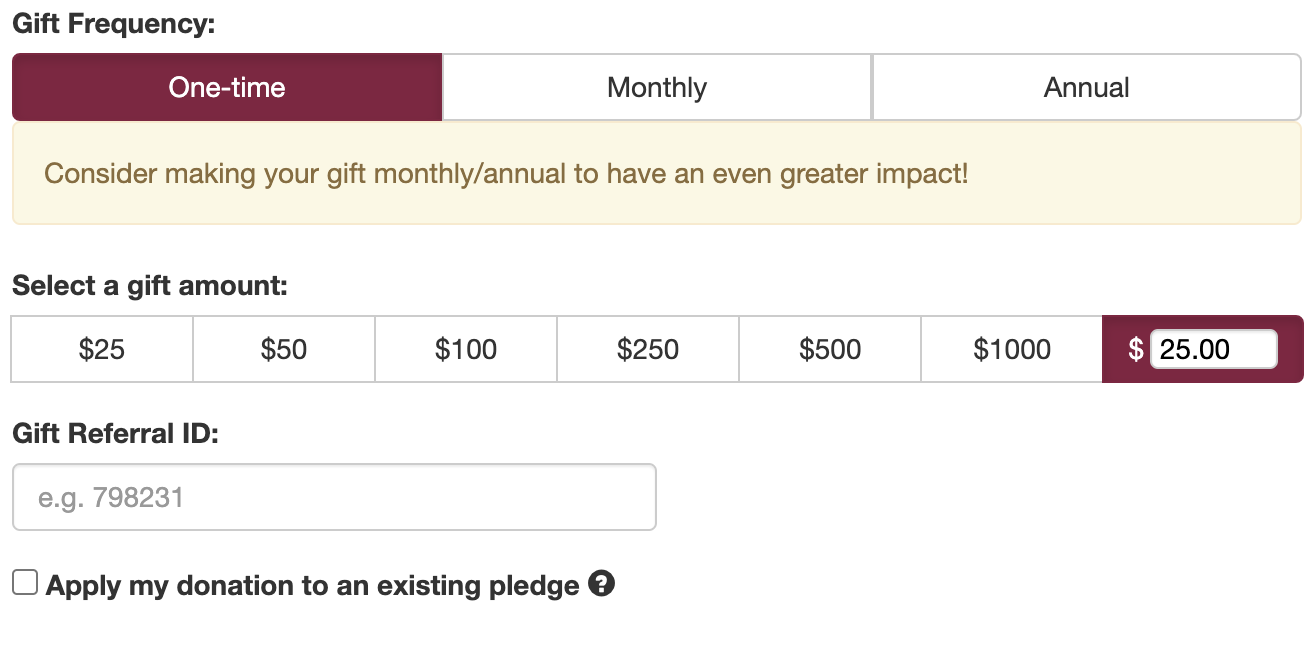 Gift Frequency:
One-time Monthly Annual
Consider making your gift monthly/annual to have an even greater impact!
Select a gift amount:
$25 $50 $100 $250 $500 $1000 $ 25.00
Gift Referral ID:
e.g. 798231
Apply my donation to an existing pledge ?